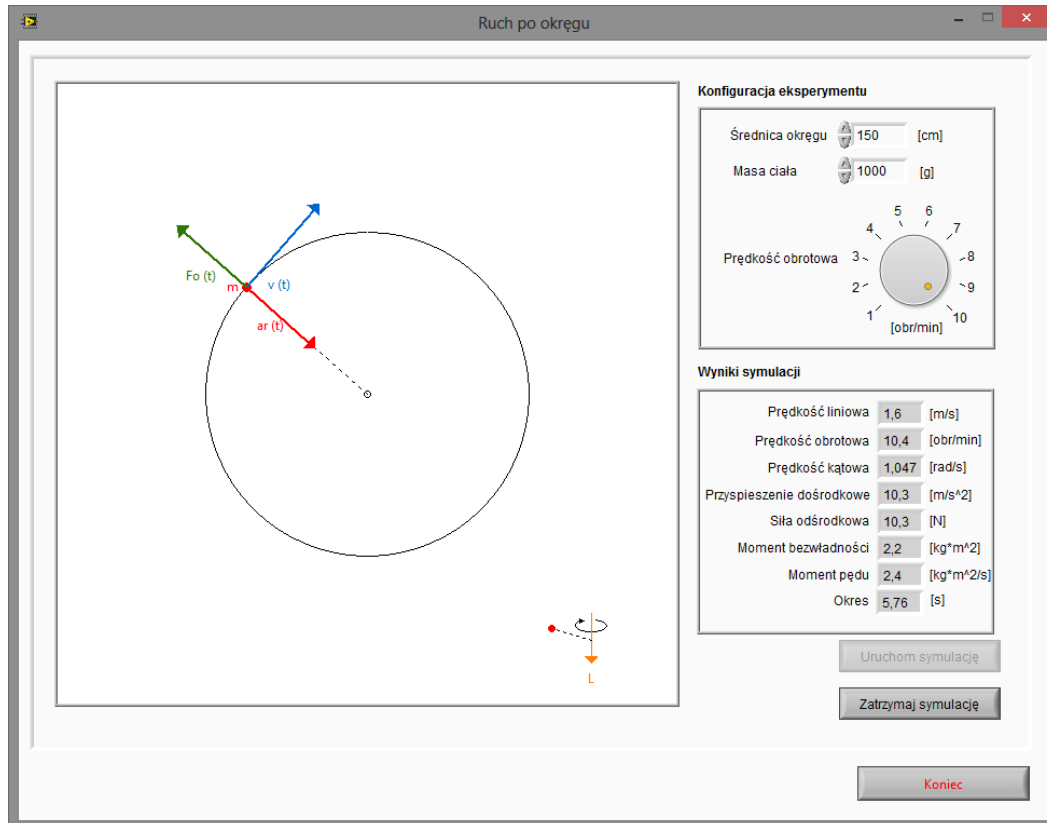 Ruch po okręgu
Fo (t)
m
v (t)
ar (t)
L
Konfiguracja eksperymentu
Średnica okręgu 150 [cm]
Masa ciała 1000 [g]
Prędkość obrotowa
1 2 3 4 5 6 7 8 9 10
[obr/min]
Wyniki symulacji
Prędkość liniowa 1,6 [m/s]
Prędkość obrotowa 10,4 [obr/min]
Prędkość kątowa 1,047 [rad/s]
Przyspieszenie dośrodkowe 10,3 [m/s^2]
Siła odśrodkowa 10,3 [N]
Moment bezwładności 2,2 [kg*m^2]
Moment pędu 2,4 [kg*m^2/s]
Okres 5,76 [s]
Uruchom symulację
Zatrzymaj symulację
Koniec